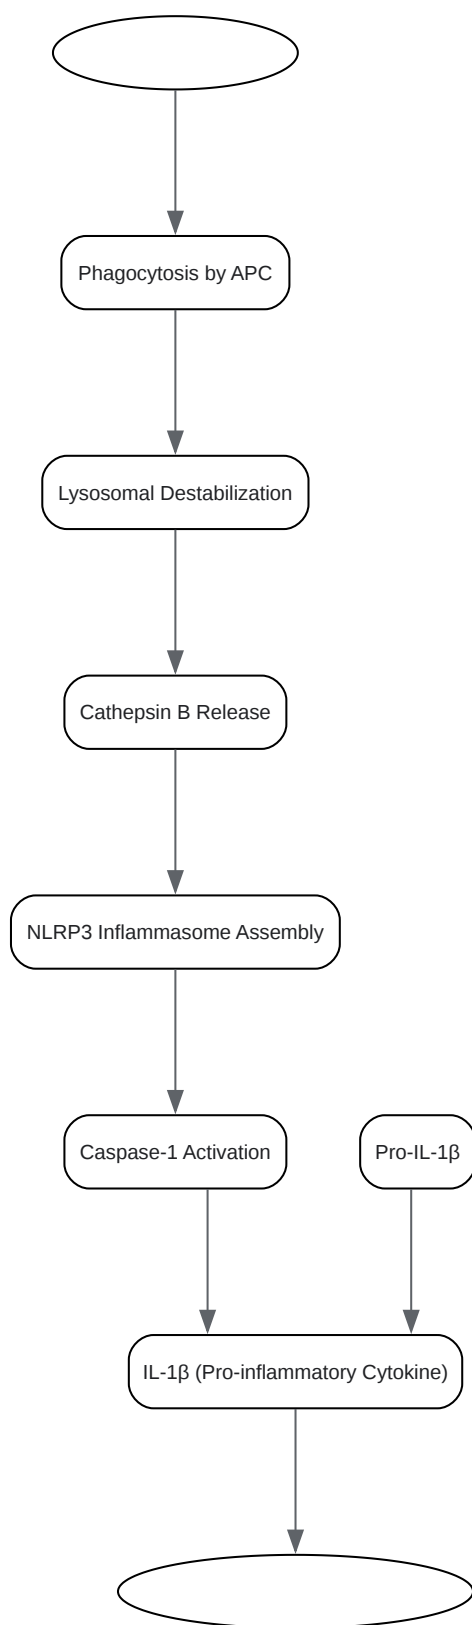 Phagocytosis by APC
Lysosomal Destabilization
Cathepsin B Release
NLRP3 Inflammasome Assembly
Caspase-1 Activation
Pro-IL-1β
IL-1β (Pro-inflammatory Cytokine)